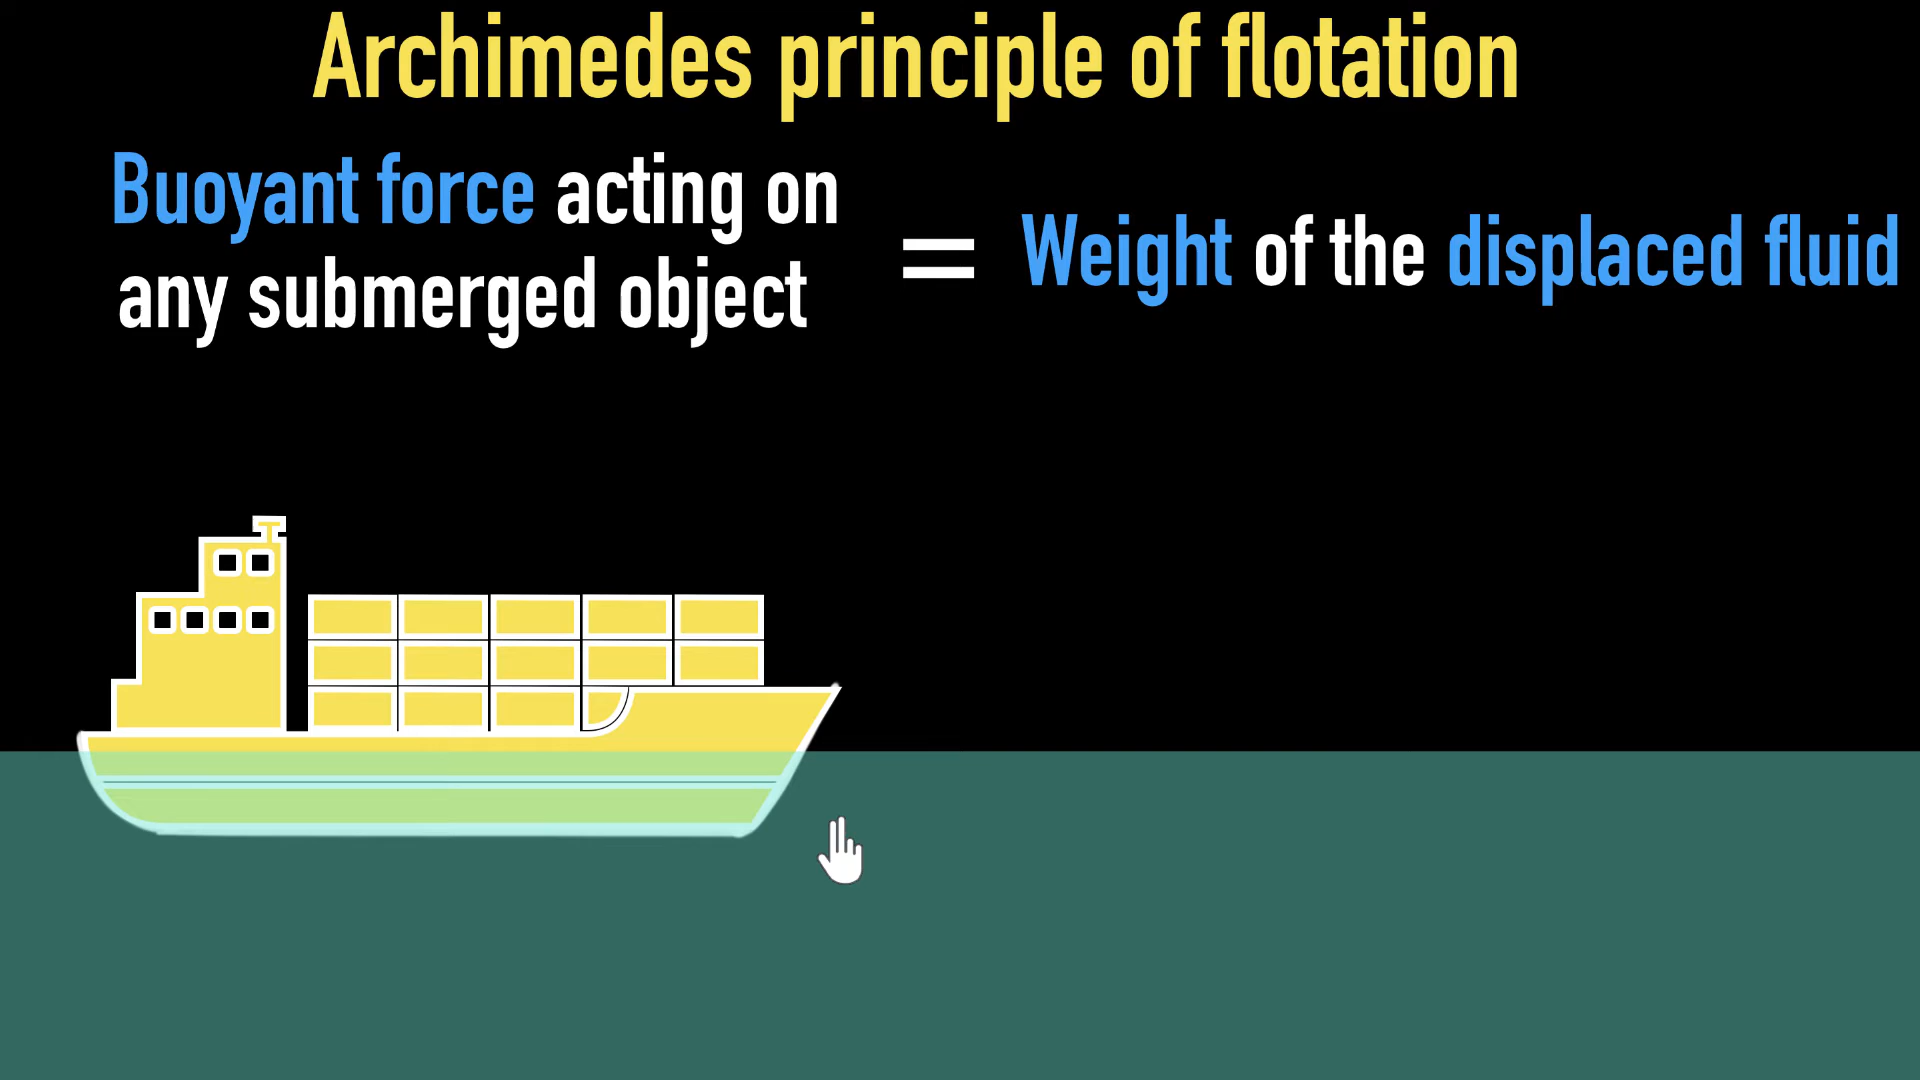 Archimedes principle of flotation
Buoyant force acting on
any submerged object
= Weight of the displaced fluid